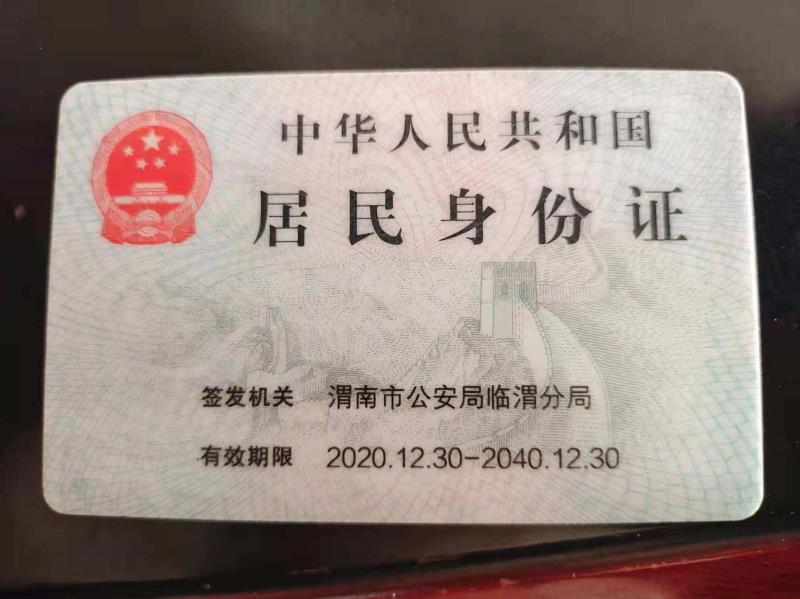 中华人民共和国
居民身份证
签发机关 渭南市公安局临渭分局
有效期限 2020.12.30-2040.12.30